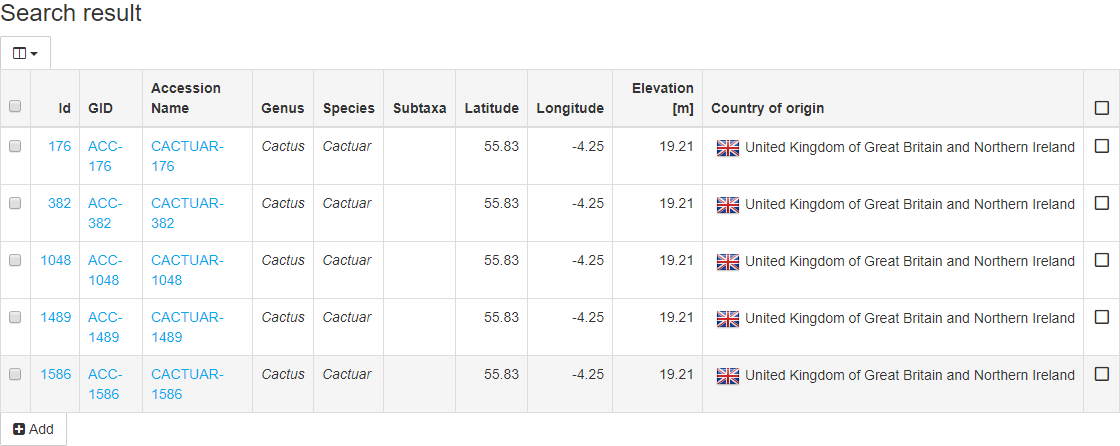 Search result
Id GID Accession Name Genus Species Subtaxa Latitude Longitude Elevation [m] Country of origin
176 ACC-176 CACTUAR-176 Cactus Cactuar 55.83 -4.25 19.21 United Kingdom of Great Britain and Northern Ireland
382 ACC-382 CACTUAR-382 Cactus Cactuar 55.83 -4.25 19.21 United Kingdom of Great Britain and Northern Ireland
1048 ACC-1048 CACTUAR-1048 Cactus Cactuar 55.83 -4.25 19.21 United Kingdom of Great Britain and Northern Ireland
1489 ACC-1489 CACTUAR-1489 Cactus Cactuar 55.83 -4.25 19.21 United Kingdom of Great Britain and Northern Ireland
1586 ACC-1586 CACTUAR-1586 Cactus Cactuar 55.83 -4.25 19.21 United Kingdom of Great Britain and Northern Ireland
Add